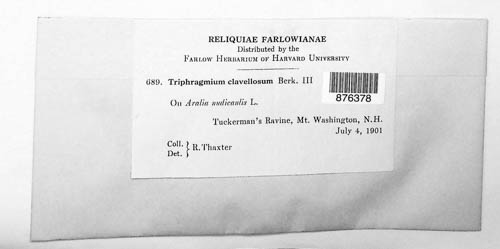 RELIQUIAE FARLOWIANAE
Distributed by the
FARLOW HERBARIUM OF HARVARD UNIVERSITY
689. Triphragmium clavellosum Berk. III
876378
On Aralia nudicaulis L.
Tuckerman's Ravine, Mt. Washington, N.H.
July 4, 1901
Coll.
Det. } R. Thaxter